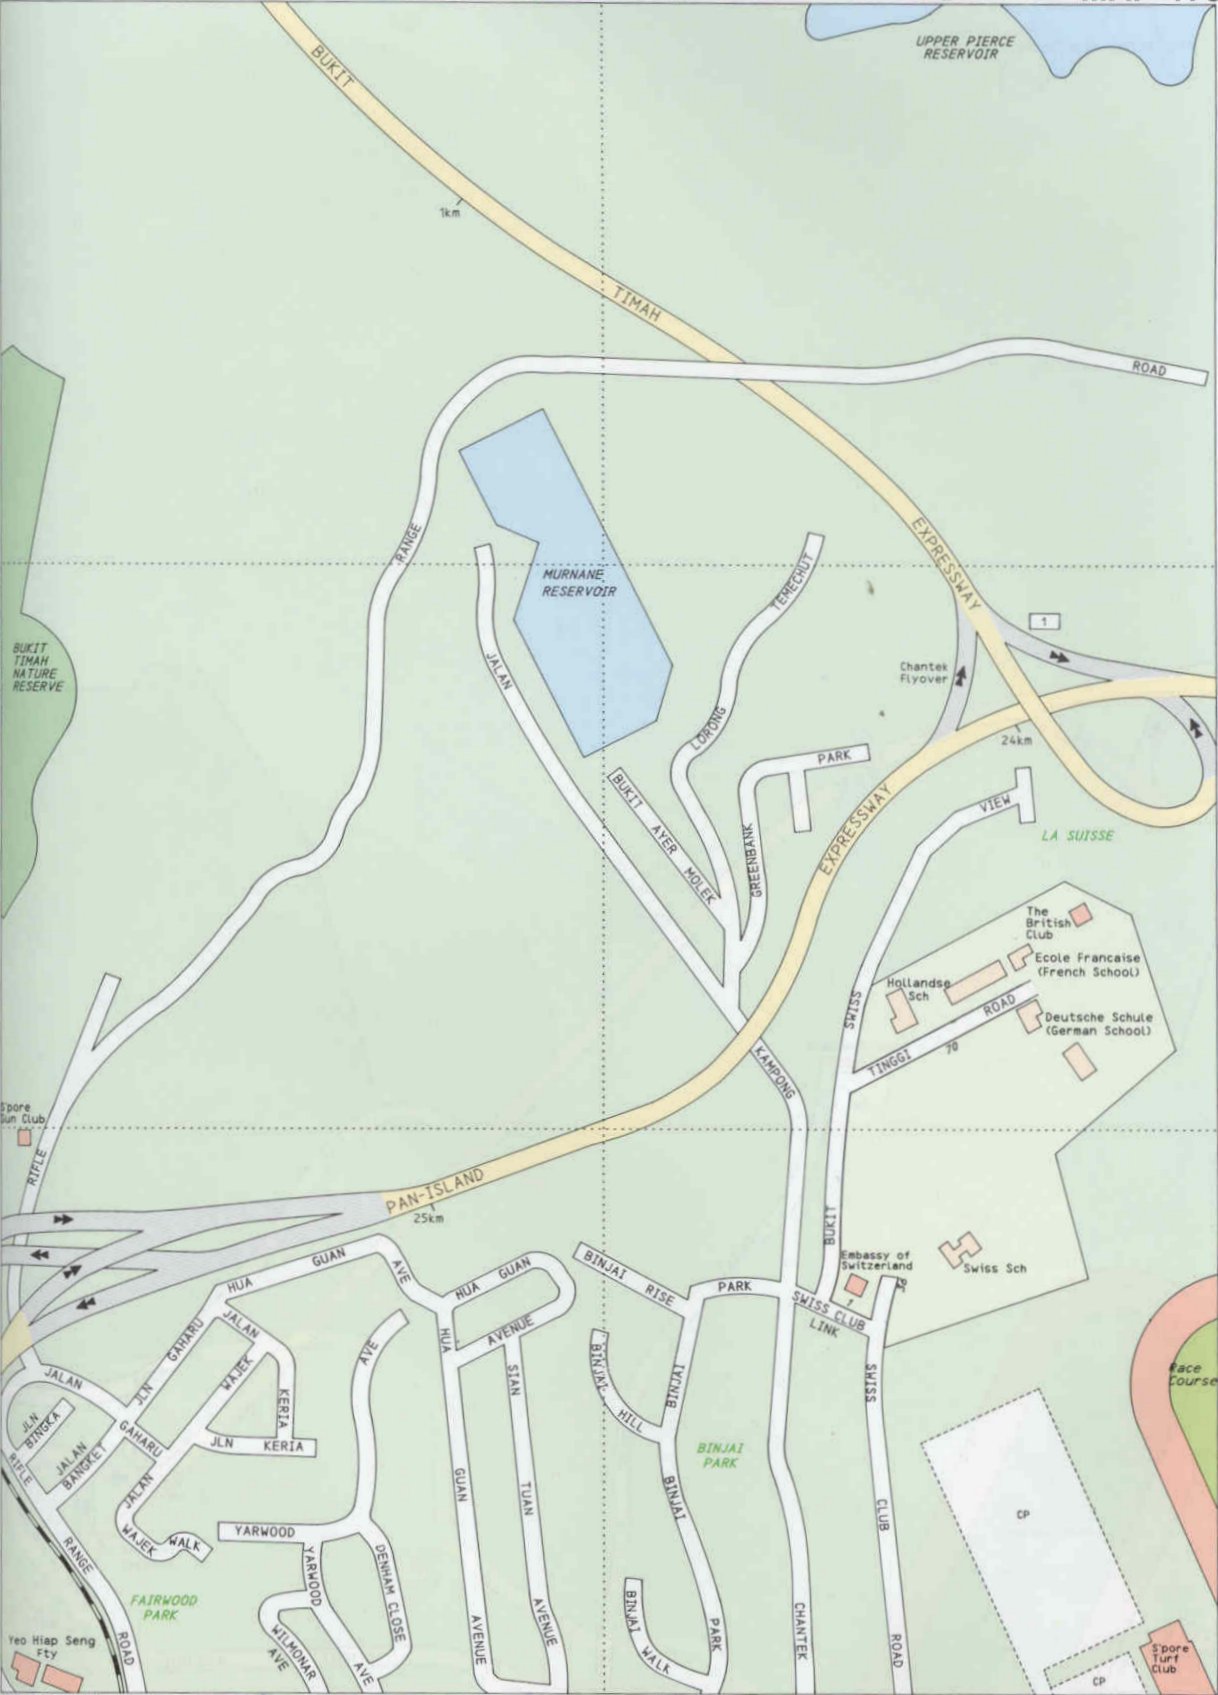 UPPER PIERCE
RESERVOIR
BUKIT
1km
TIMAH
ROAD
RANGE
EXPRESSWAY
TEMECHUT
MURNANE
RESERVOIR
1
BUKIT
TIMAH
NATURE
RESERVE
JALAN
Chantek
Flyover
LORONG
24km
PARK
BUKIT AYER MOLEK
GREENBANK
EXPRESSWAY
VIEW
LA SUISSE
The
British
Club
Ecole Francaise
(French School)
Hollandse
Sch
ROAD
SWISS
Deutsche Schule
(German School)
TINGGI
70
KAMPONG
S'pore
Gun Club
RIFLE
PAN-ISLAND
25km
BUKIT
Embassy of
Switzerland
1
Swiss Sch
HUA GUAN AVE
HUA GUAN
AVENUE
BINJAI RISE
PARK
SWISS CLUB
LINK
JALAN
JLN GAHARU
JALAN
WAJEK
KERIA
AVE
HUA
SIAN
BINJAI
HILL
BINJAI
SWISS
Race
Course
JLN
BINGKA
JALAN
BANGKET
GAHARU
JLN KERIA
BINJAI
PARK
RIFLE
JALAN
WAJEK WALK
GUAN
TUAN
BINJAI
CLUB
CP
YARWOOD
YARWOOD
DENHAM CLOSE
RANGE
FAIRWOOD
PARK
BINJAI
WALK
Yeo Hiap Seng
Fty
ROAD
WILMONAR
AVE
AVE
AVENUE
AVENUE
PARK
CHANTEK
ROAD
S'pore
Turf
Club
CP